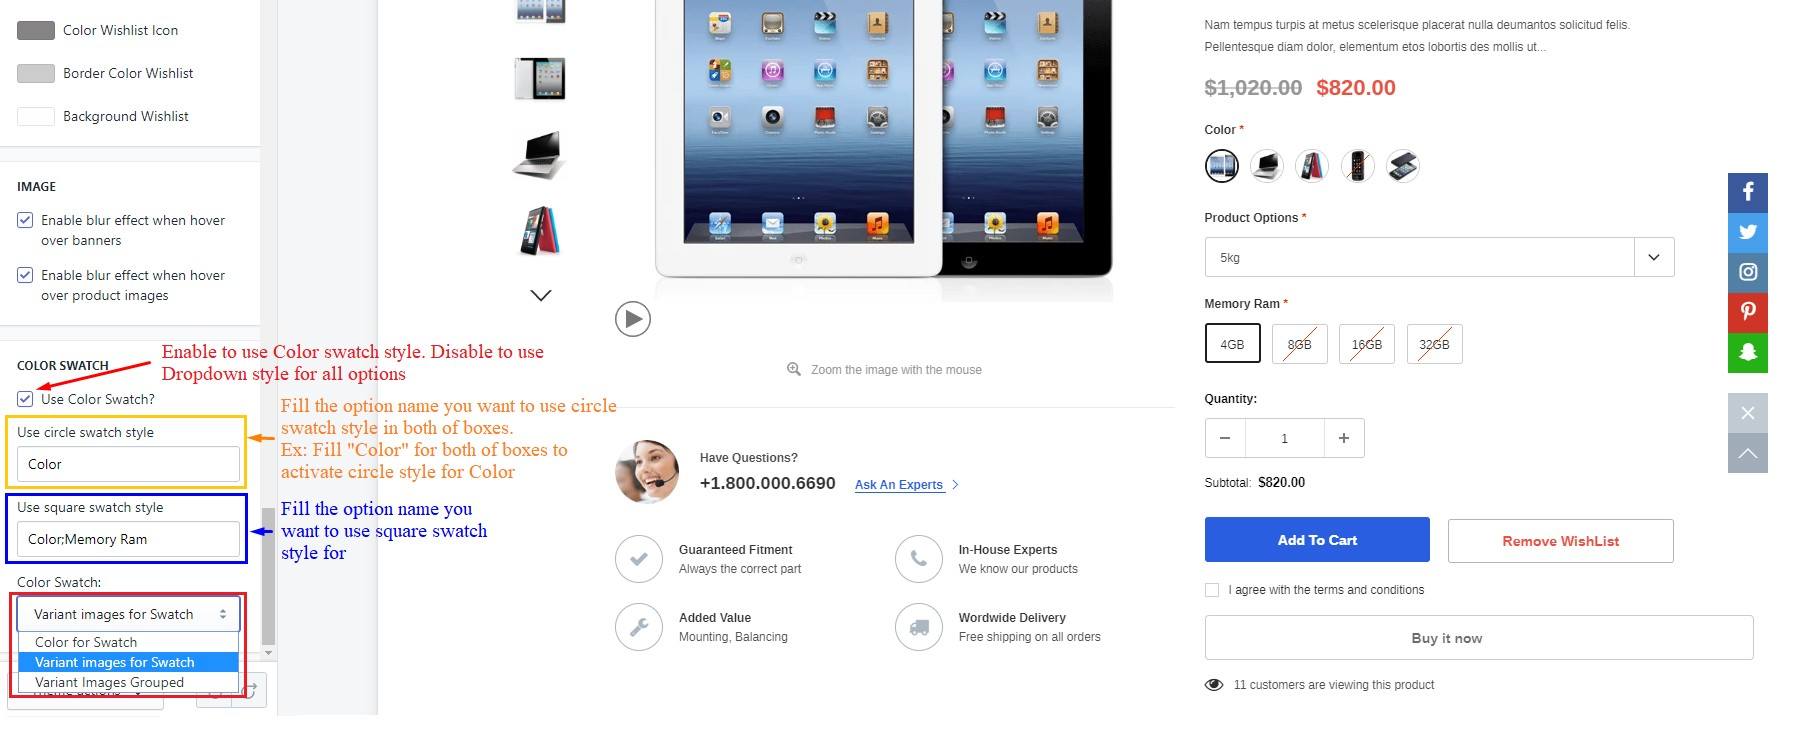 Color Wishlist Icon
Border Color Wishlist
Background Wishlist
IMAGE
Enable blur effect when hover
over banners
Enable blur effect when hover
over product images
COLOR SWATCH
Enable to use Color swatch style. Disable to use
Dropdown style for all options
Use Color Swatch?
Use circle swatch style
Color
Fill the option name you want to use circle
swatch style in both of boxes.
Ex: Fill "Color" for both of boxes to
activate circle style for Color
Use square swatch style
Color;Memory Ram
Fill the option name you
want to use square swatch
style for
Color Swatch:
Variant images for Swatch
Color for Swatch
Variant images for Swatch
Variant Images Grouped
Zoom the image with the mouse
Have Questions?
+1.800.000.6690
Ask An Experts
Guaranteed Fitment
Always the correct part
In-House Experts
We know our products
Added Value
Mounting, Balancing
Wordwide Delivery
Free shipping on all orders
Nam tempus turpis at metus scelerisque placerat nulla deumantos solicitud felis.
Pellentesque diam dolor, elementum etos lobortis des mollis ut...
$1,020.00 $820.00
Color *
Product Options *
5kg
Memory Ram *
4GB 8GB 16GB 32GB
Quantity:
− 1 +
Subtotal: $820.00
Add To Cart
Remove WishList
I agree with the terms and conditions
Buy it now
11 customers are viewing this product